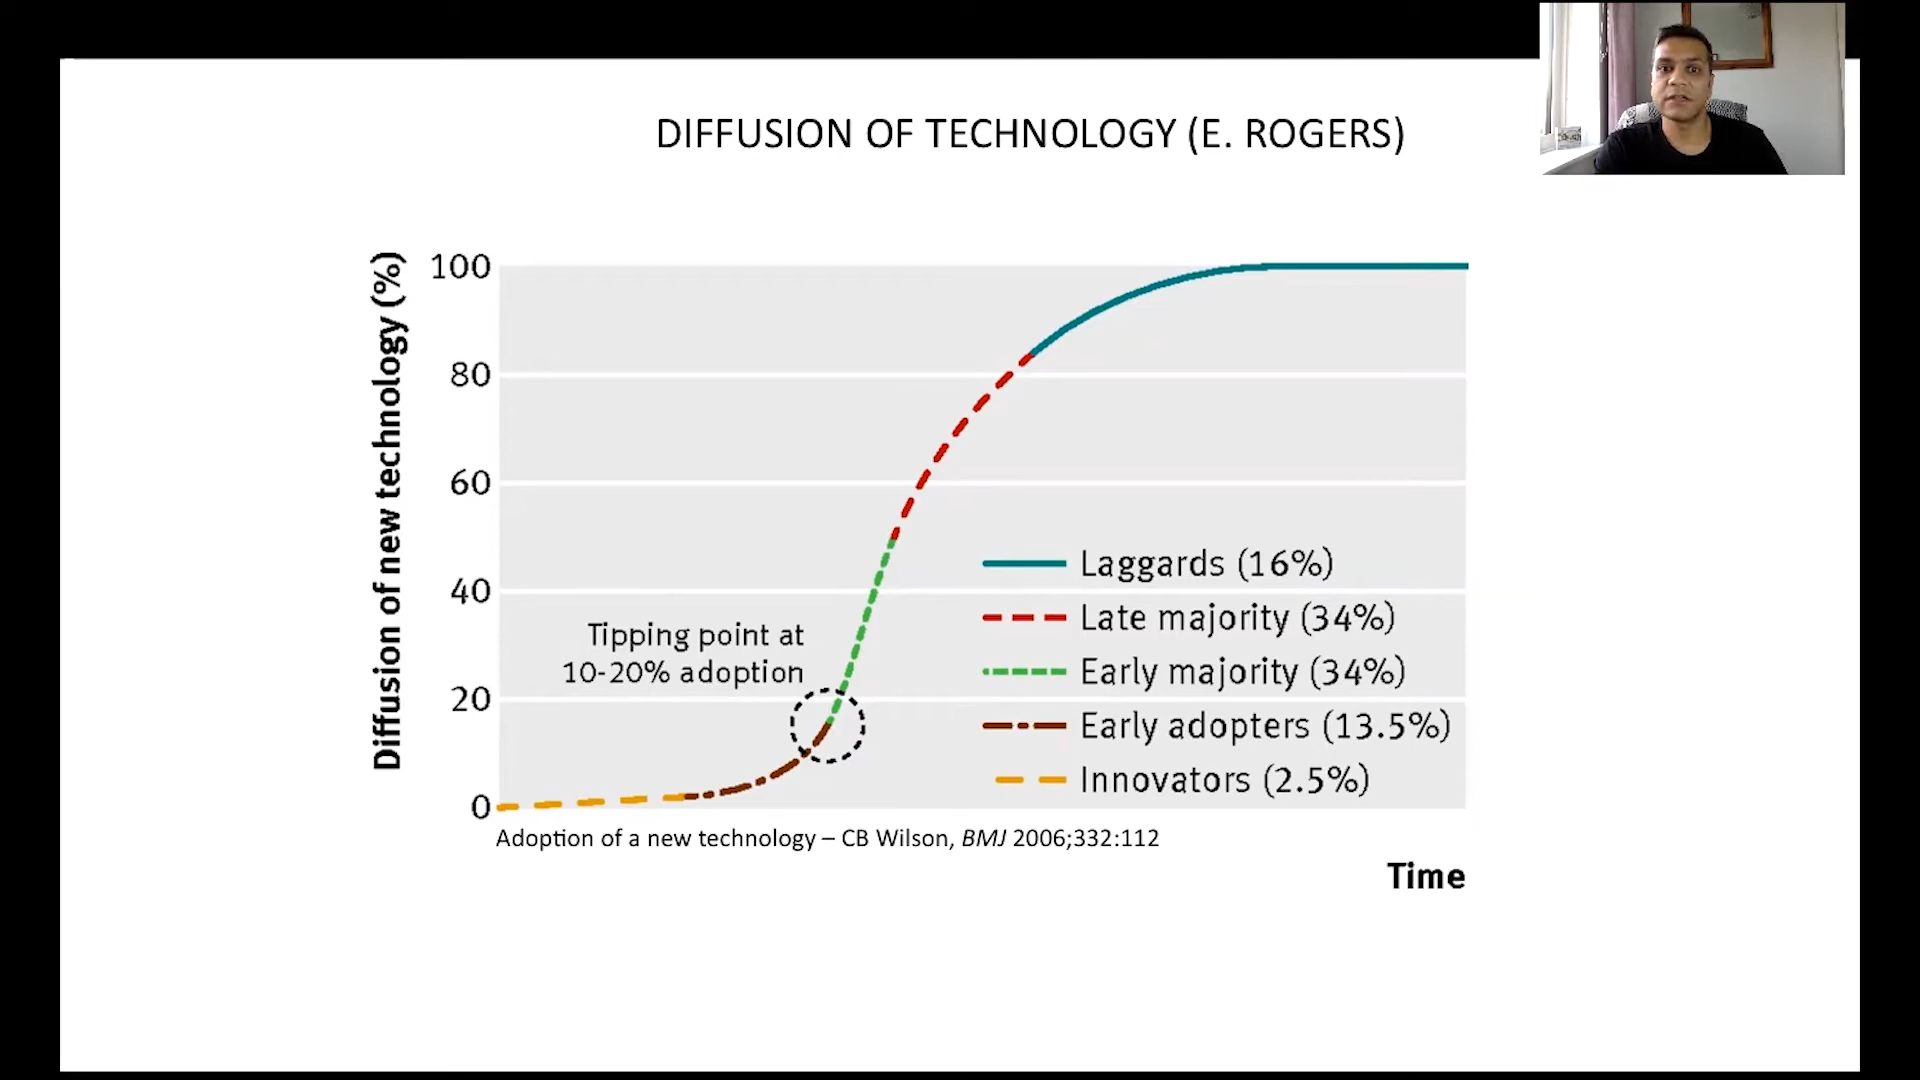 DIFFUSION OF TECHNOLOGY (E. ROGERS)
Diffusion of new technology (%)
100
80
60
40
20
0
Tipping point at
10-20% adoption
Laggards (16%)
Late majority (34%)
Early majority (34%)
Early adopters (13.5%)
Innovators (2.5%)
Adoption of a new technology – CB Wilson, BMJ 2006;332:112
Time